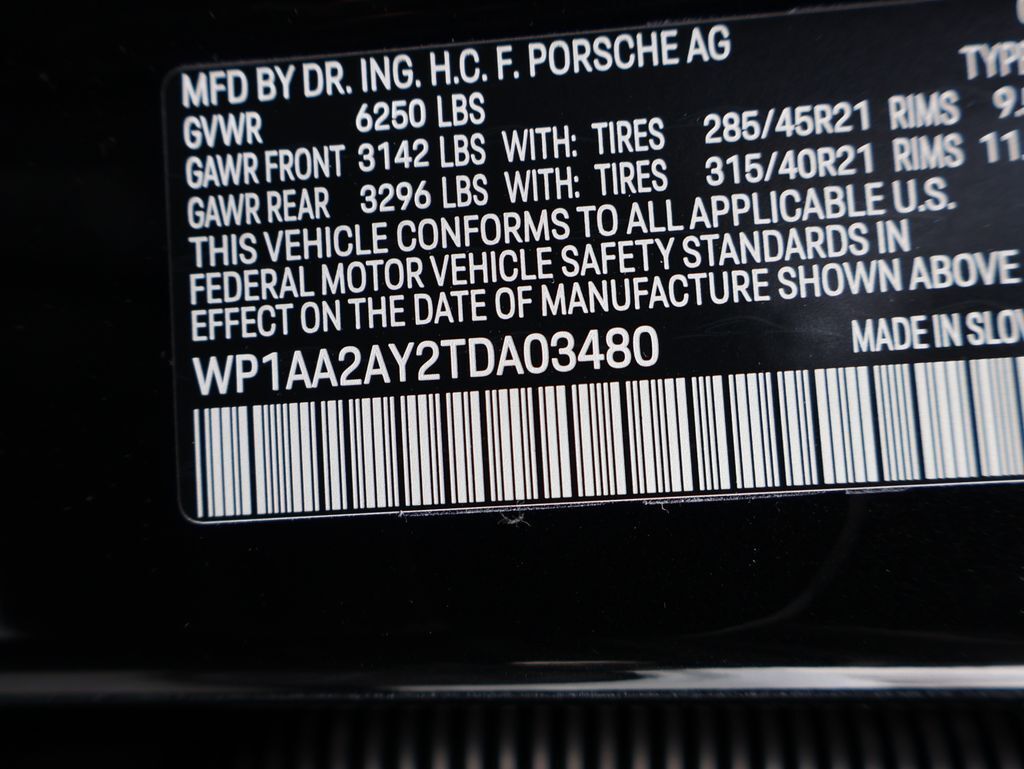 MFD BY DR. ING. H.C. F. PORSCHE AG
GVWR 6250 LBS
GAWR FRONT 3142 LBS WITH: TIRES 285/45R21 RIMS
GAWR REAR 3296 LBS WITH: TIRES 315/40R21 RIMS
THIS VEHICLE CONFORMS TO ALL APPLICABLE U.S.
FEDERAL MOTOR VEHICLE SAFETY STANDARDS IN
EFFECT ON THE DATE OF MANUFACTURE SHOWN ABOVE
WP1AA2AY2TDA03480 MADE IN